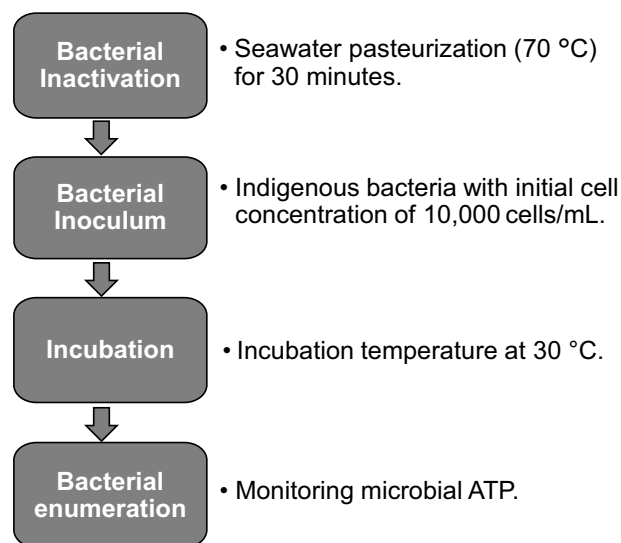 Bacterial
Inactivation
• Seawater pasteurization (70 °C)
for 30 minutes.
Bacterial
Inoculum
• Indigenous bacteria with initial cell
concentration of 10,000 cells/mL.
Incubation
• Incubation temperature at 30 °C.
Bacterial
enumeration
• Monitoring microbial ATP.